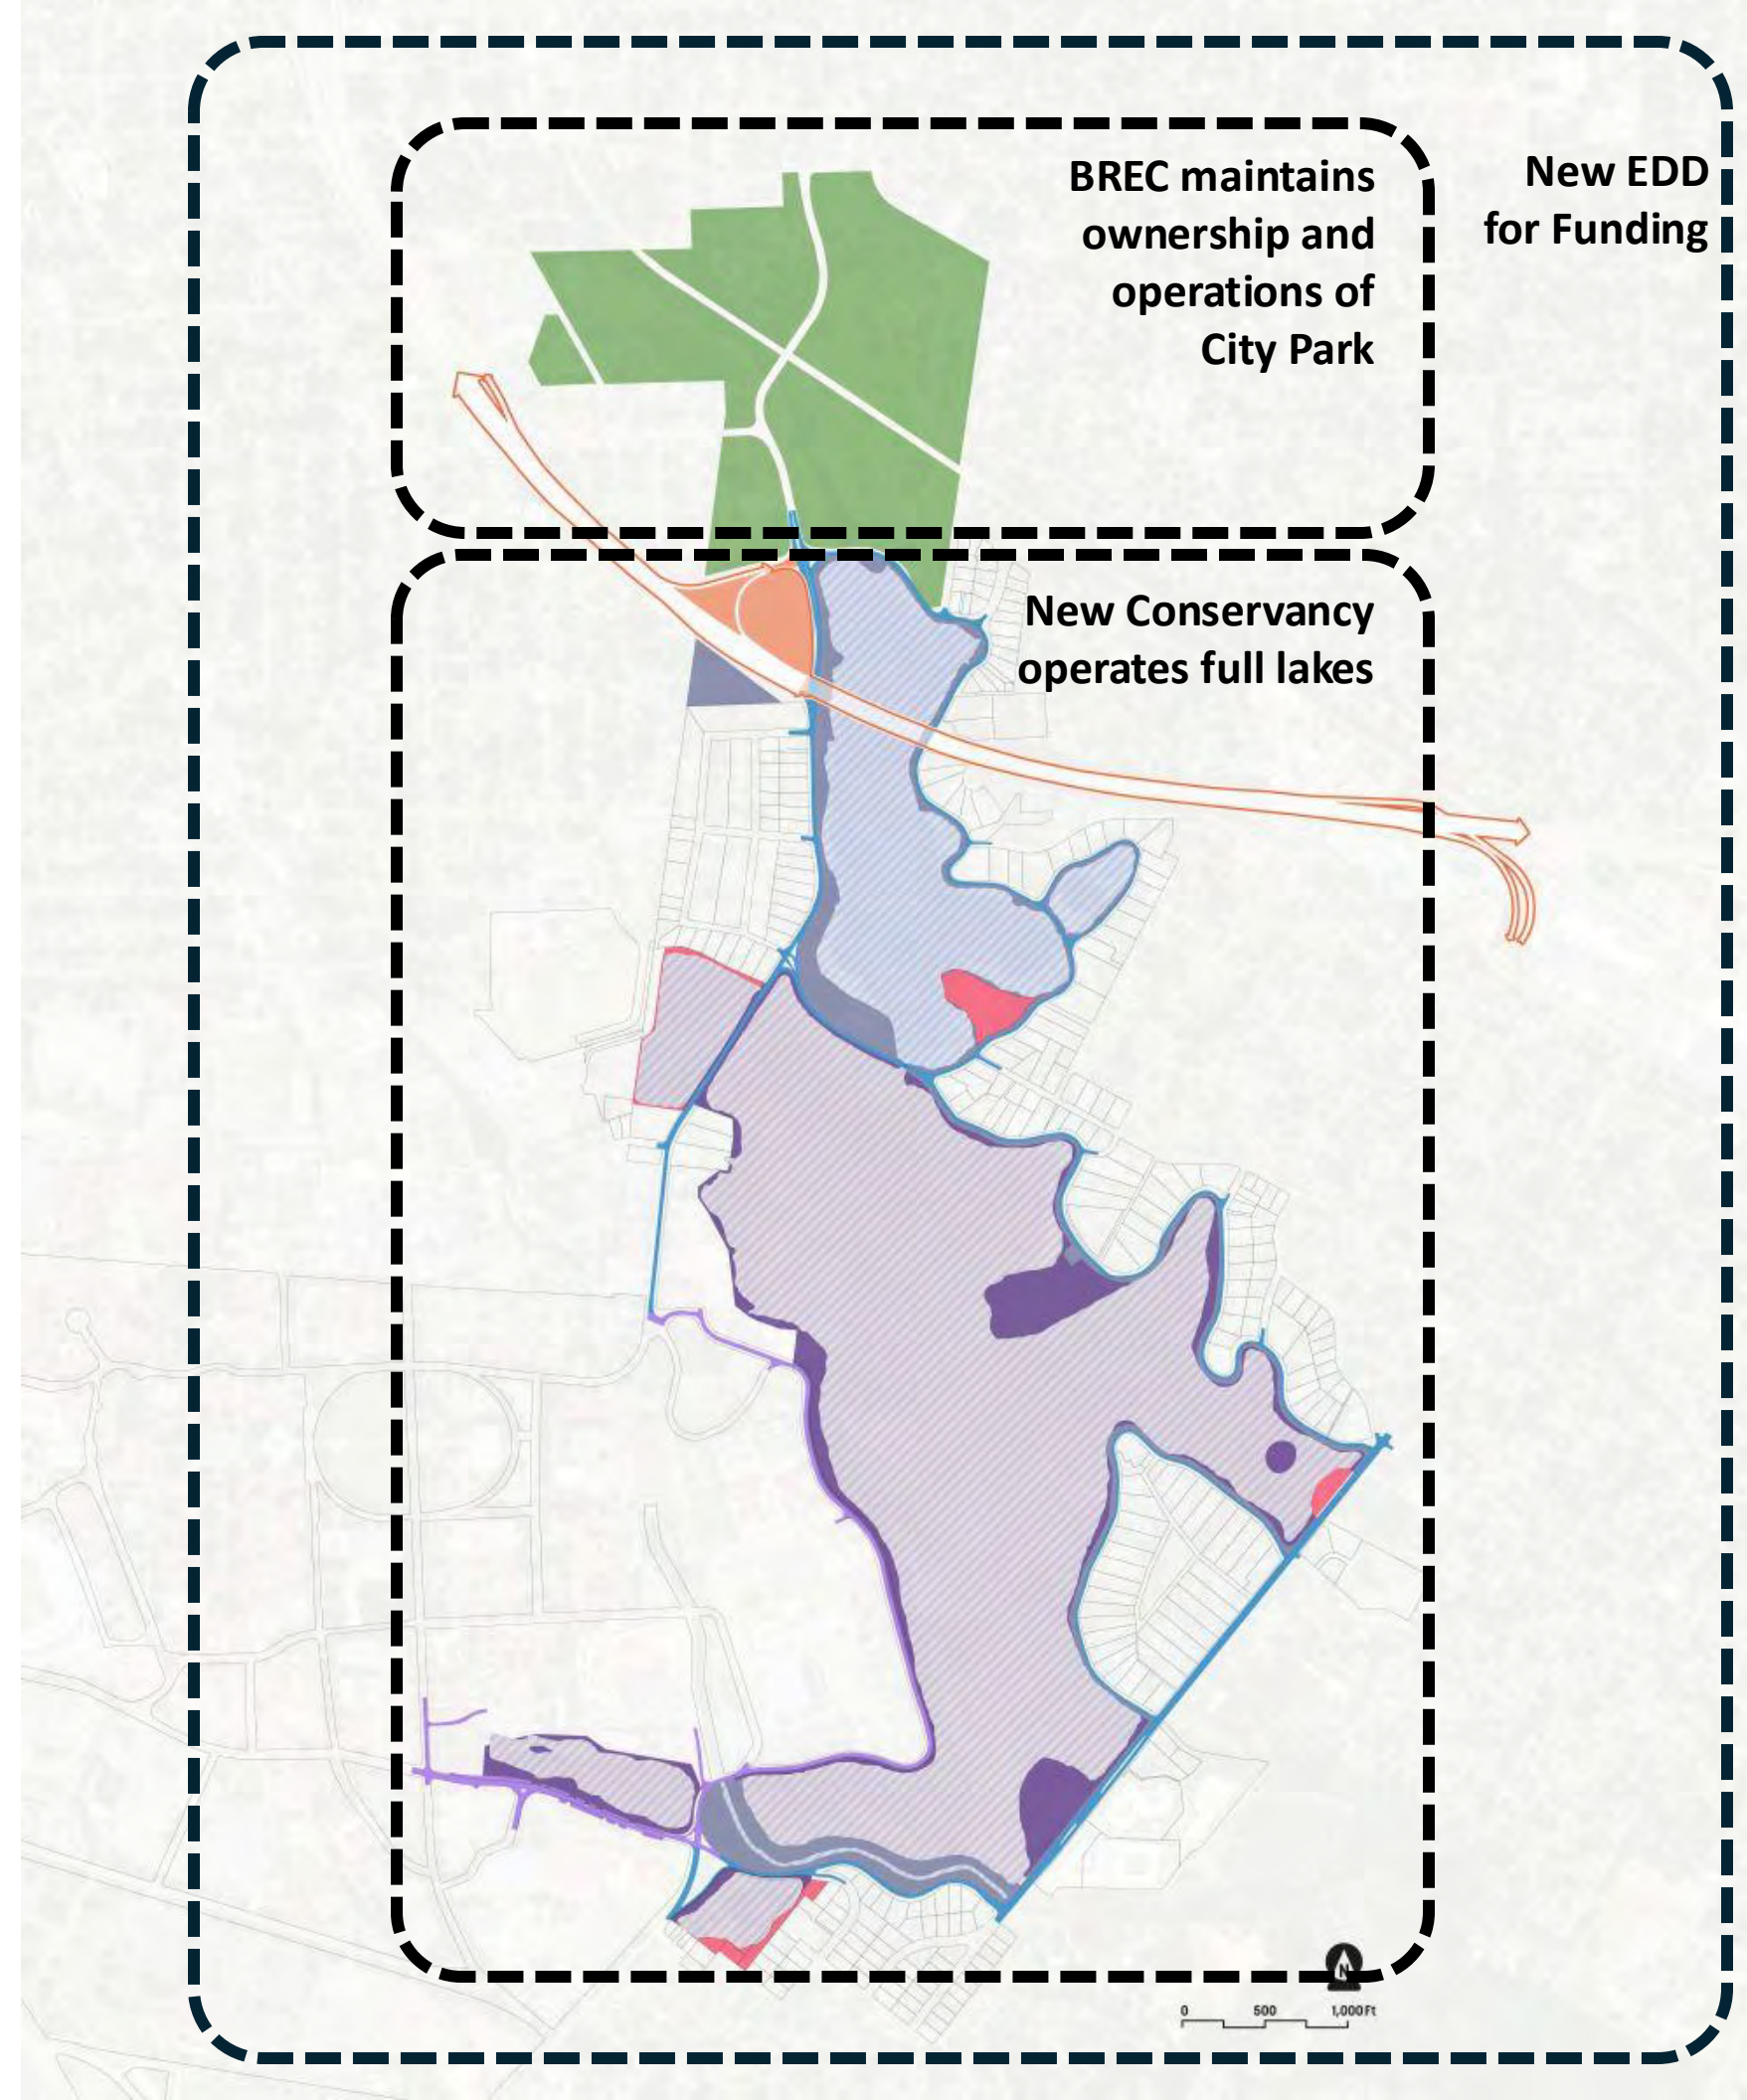 BREC maintains
ownership and
operations of
City Park
New EDD
for Funding
New Conservancy
operates full lakes
N
0 500 1,000 Ft